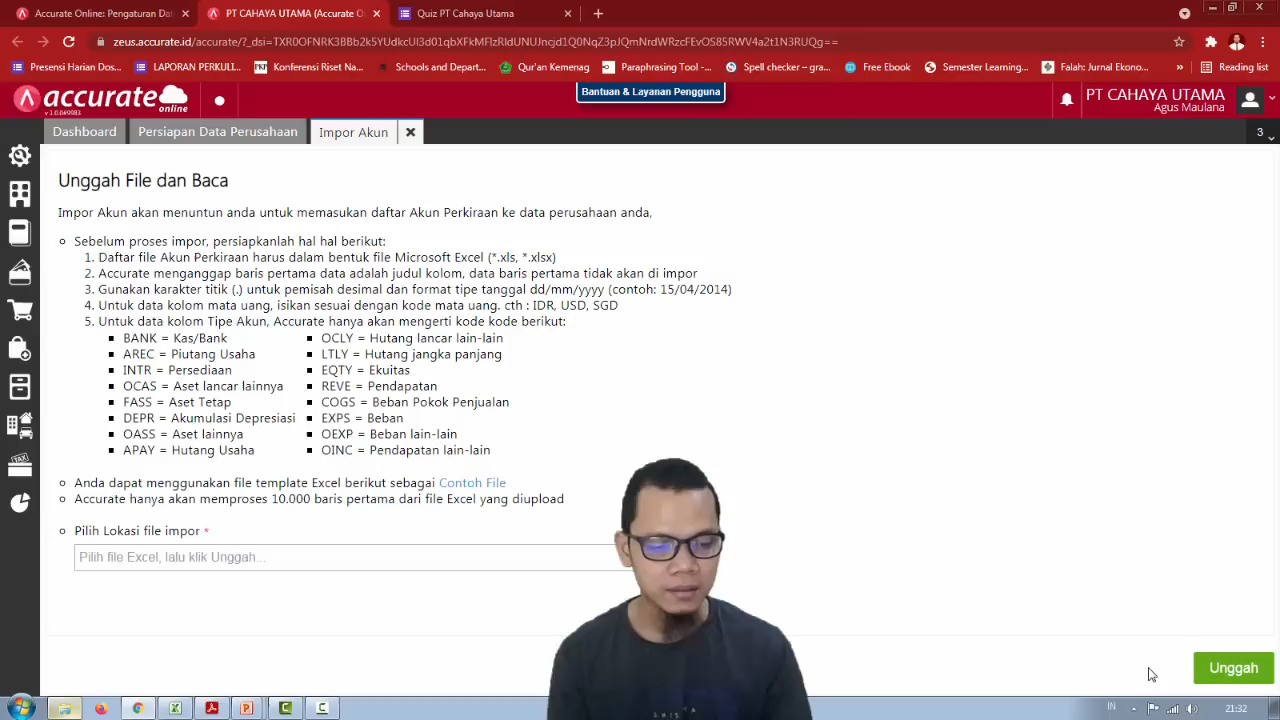 Accurate Online: Pengaturan Dat
PT CAHAYA UTAMA (Accurate O
Quiz PT Cahaya Utama
zeus.accurate.id/accurate/?_dsi=
Presensi Harian Dos...
LAPORAN PERKULI...
PKT Konferensi Riset Na...
Schools and Depart...
Qur'an Kemenag
Paraphrasing Tool -...
Spell checker – gra...
Free Ebook
Semester Learning...
Falah: Jurnal Ekono...
»
Reading list
accurate online
Bantuan & Layanan Pengguna
PT CAHAYA UTAMA
Agus Maulana
Dashboard
Persiapan Data Perusahaan
Impor Akun
3
Unggah File dan Baca
Impor Akun akan menuntun anda untuk memasukan daftar Akun Perkiraan ke data perusahaan anda,
Sebelum proses impor, persiapkanlah hal hal berikut:
1. Daftar file Akun Perkiraan harus dalam bentuk file Microsoft Excel (*.xls, *.xlsx)
2. Accurate menganggap baris pertama data adalah judul kolom, data baris pertama tidak akan di impor
3. Gunakan karakter titik (.) untuk pemisah desimal dan format tipe tanggal dd/mm/yyyy (contoh: 15/04/2014)
4. Untuk data kolom mata uang, isikan sesuai dengan kode mata uang. cth : IDR, USD, SGD
5. Untuk data kolom Tipe Akun, Accurate hanya akan mengerti kode kode berikut:
BANK = Kas/Bank
AREC = Piutang Usaha
INTR = Persediaan
OCAS = Aset lancar lainnya
FASS = Aset Tetap
DEPR = Akumulasi Depresiasi
OASS = Aset lainnya
APAY = Hutang Usaha
OCLY = Hutang lancar lain-lain
LTLY = Hutang jangka panjang
EQTY = Ekuitas
REVE = Pendapatan
COGS = Beban Pokok Penjualan
EXPS = Beban
OEXP = Beban lain-lain
OINC = Pendapatan lain-lain
Anda dapat menggunakan file template Excel berikut sebagai Contoh File
Accurate hanya akan memproses 10.000 baris pertama dari file Excel yang diupload
Pilih Lokasi file impor *
Pilih file Excel, lalu klik Unggah...
Unggah
IN
21:32